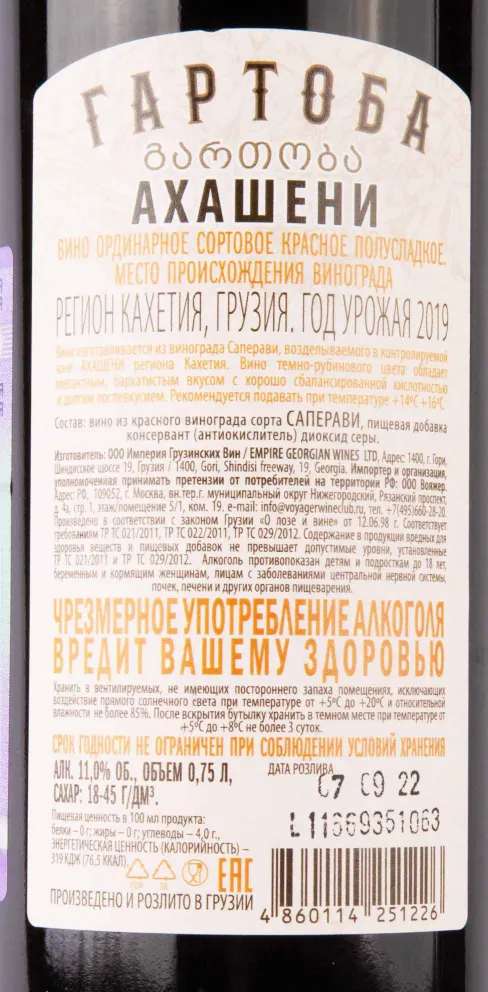 ГАРТОБА
გართობა
АХАШЕНИ
ВИНО ОРДИНАРНОЕ СОРТОВОЕ КРАСНОЕ ПОЛУСЛАДКОЕ.
МЕСТО ПРОИСХОЖДЕНИЯ ВИНОГРАДА
РЕГИОН КАХЕТИЯ, ГРУЗИЯ. ГОД УРОЖАЯ 2019
Вино изготавливается из винограда Саперави, возделываемого в контролируемой
зоне АХАШЕНИ региона Кахетия. Вино темно-рубинового цвета обладает
элегантным, бархатистым вкусом с хорошо сбалансированной кислотностью
и долгим послевкусием. Рекомендуется подавать при температуре +14°С +16°С.
Состав: вино из красного винограда сорта САПЕРАВИ, пищевая добавка
консервант (антиокислитель) диоксид серы.
Изготовитель: ООО Империя Грузинских Вин / EMPIRE GEORGIAN WINES LTD. Адрес: 1400, г. Гори,
Шиндисское шоссе 19, Грузия / 1400, Gori, Shindisi freeway, 19, Georgia. Импортер и организация,
уполномоченная принимать претензии от потребителей на территории РФ: ООО Вояжер.
Адрес: РФ, 109052, г. Москва, вн.тер.г. муниципальный округ Нижегородский, Рязанский проспект,
д. 4а, стр. 1, этаж/помещение 5/1, ком. 19. e-mail: info@voyagerwineclub.ru, тел: +7(495)660-28-20.
Произведено в соответствии с законом Грузии «О лозе и вине» от 12.06.98 г. Соответствует
требованиям ТР ТС 021/2011, ТР ТС 022/2011, ТР ТС 029/2012. Содержание в продукции вредных для
здоровья веществ и пищевых добавок не превышает допустимые уровни, установленные
ТР ТС 021/2011 и ТР ТС 029/2012. Алкоголь противопоказан детям и подросткам до 18 лет,
беременным и кормящим женщинам, лицам с заболеваниями центральной нервной системы,
почек, печени и других органов пищеварения.
ЧРЕЗМЕРНОЕ УПОТРЕБЛЕНИЕ АЛКОГОЛЯ
ВРЕДИТ ВАШЕМУ ЗДОРОВЬЮ
Хранить в вентилируемых, не имеющих постороннего запаха помещениях, исключающих
воздействие прямого солнечного света при температуре от +5°С до +20°С и относительной
влажности не более 85%. После вскрытия бутылку хранить в темном месте при температуре от
+5°С до +8°С не более 3 суток.
СРОК ГОДНОСТИ НЕ ОГРАНИЧЕН ПРИ СОБЛЮДЕНИИ УСЛОВИЙ ХРАНЕНИЯ
АЛК. 11,0% ОБ., ОБЪЕМ 0,75 Л,
САХАР: 18-45 Г/ДМ³.
ДАТА РОЗЛИВА
07 09 22
L11669351063
Пищевая ценность в 100 мл продукта:
белки – 0 г; жиры – 0 г; углеводы – 4,0 г.,
ЭНЕРГЕТИЧЕСКАЯ ЦЕННОСТЬ (КАЛОРИЙНОСТЬ) –
319 КДЖ (76,5 ККАЛ).
EAC
ПРОИЗВЕДЕНО И РОЗЛИТО В ГРУЗИИ
4 860114 251226